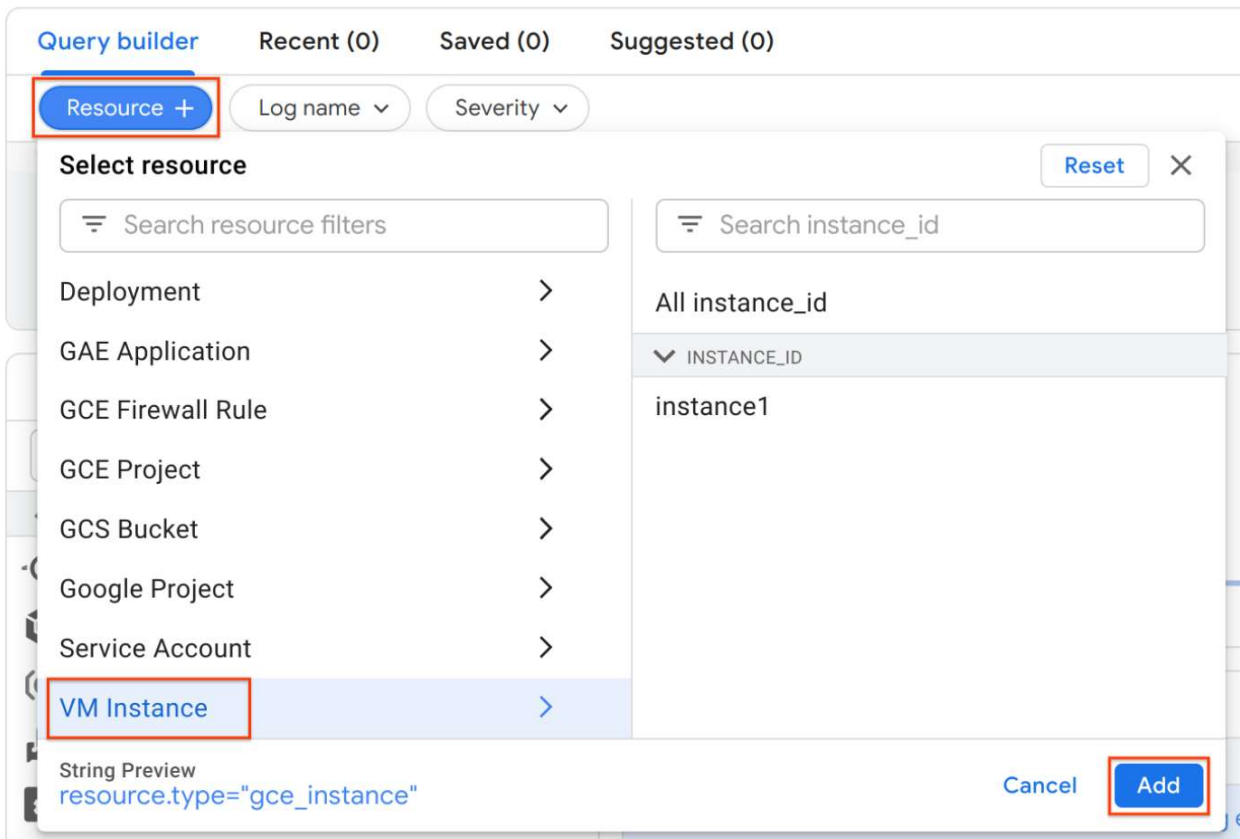 Query builder Recent (0) Saved (0) Suggested (0)
Resource + Log name Severity
Select resource Reset
Search resource filters Search instance_id
Deployment
All instance_id
GAE Application
INSTANCE_ID
GCE Firewall Rule
instance1
GCE Project
GCS Bucket
Google Project
Service Account
VM Instance
String Preview
resource.type="gce_instance"
Cancel Add